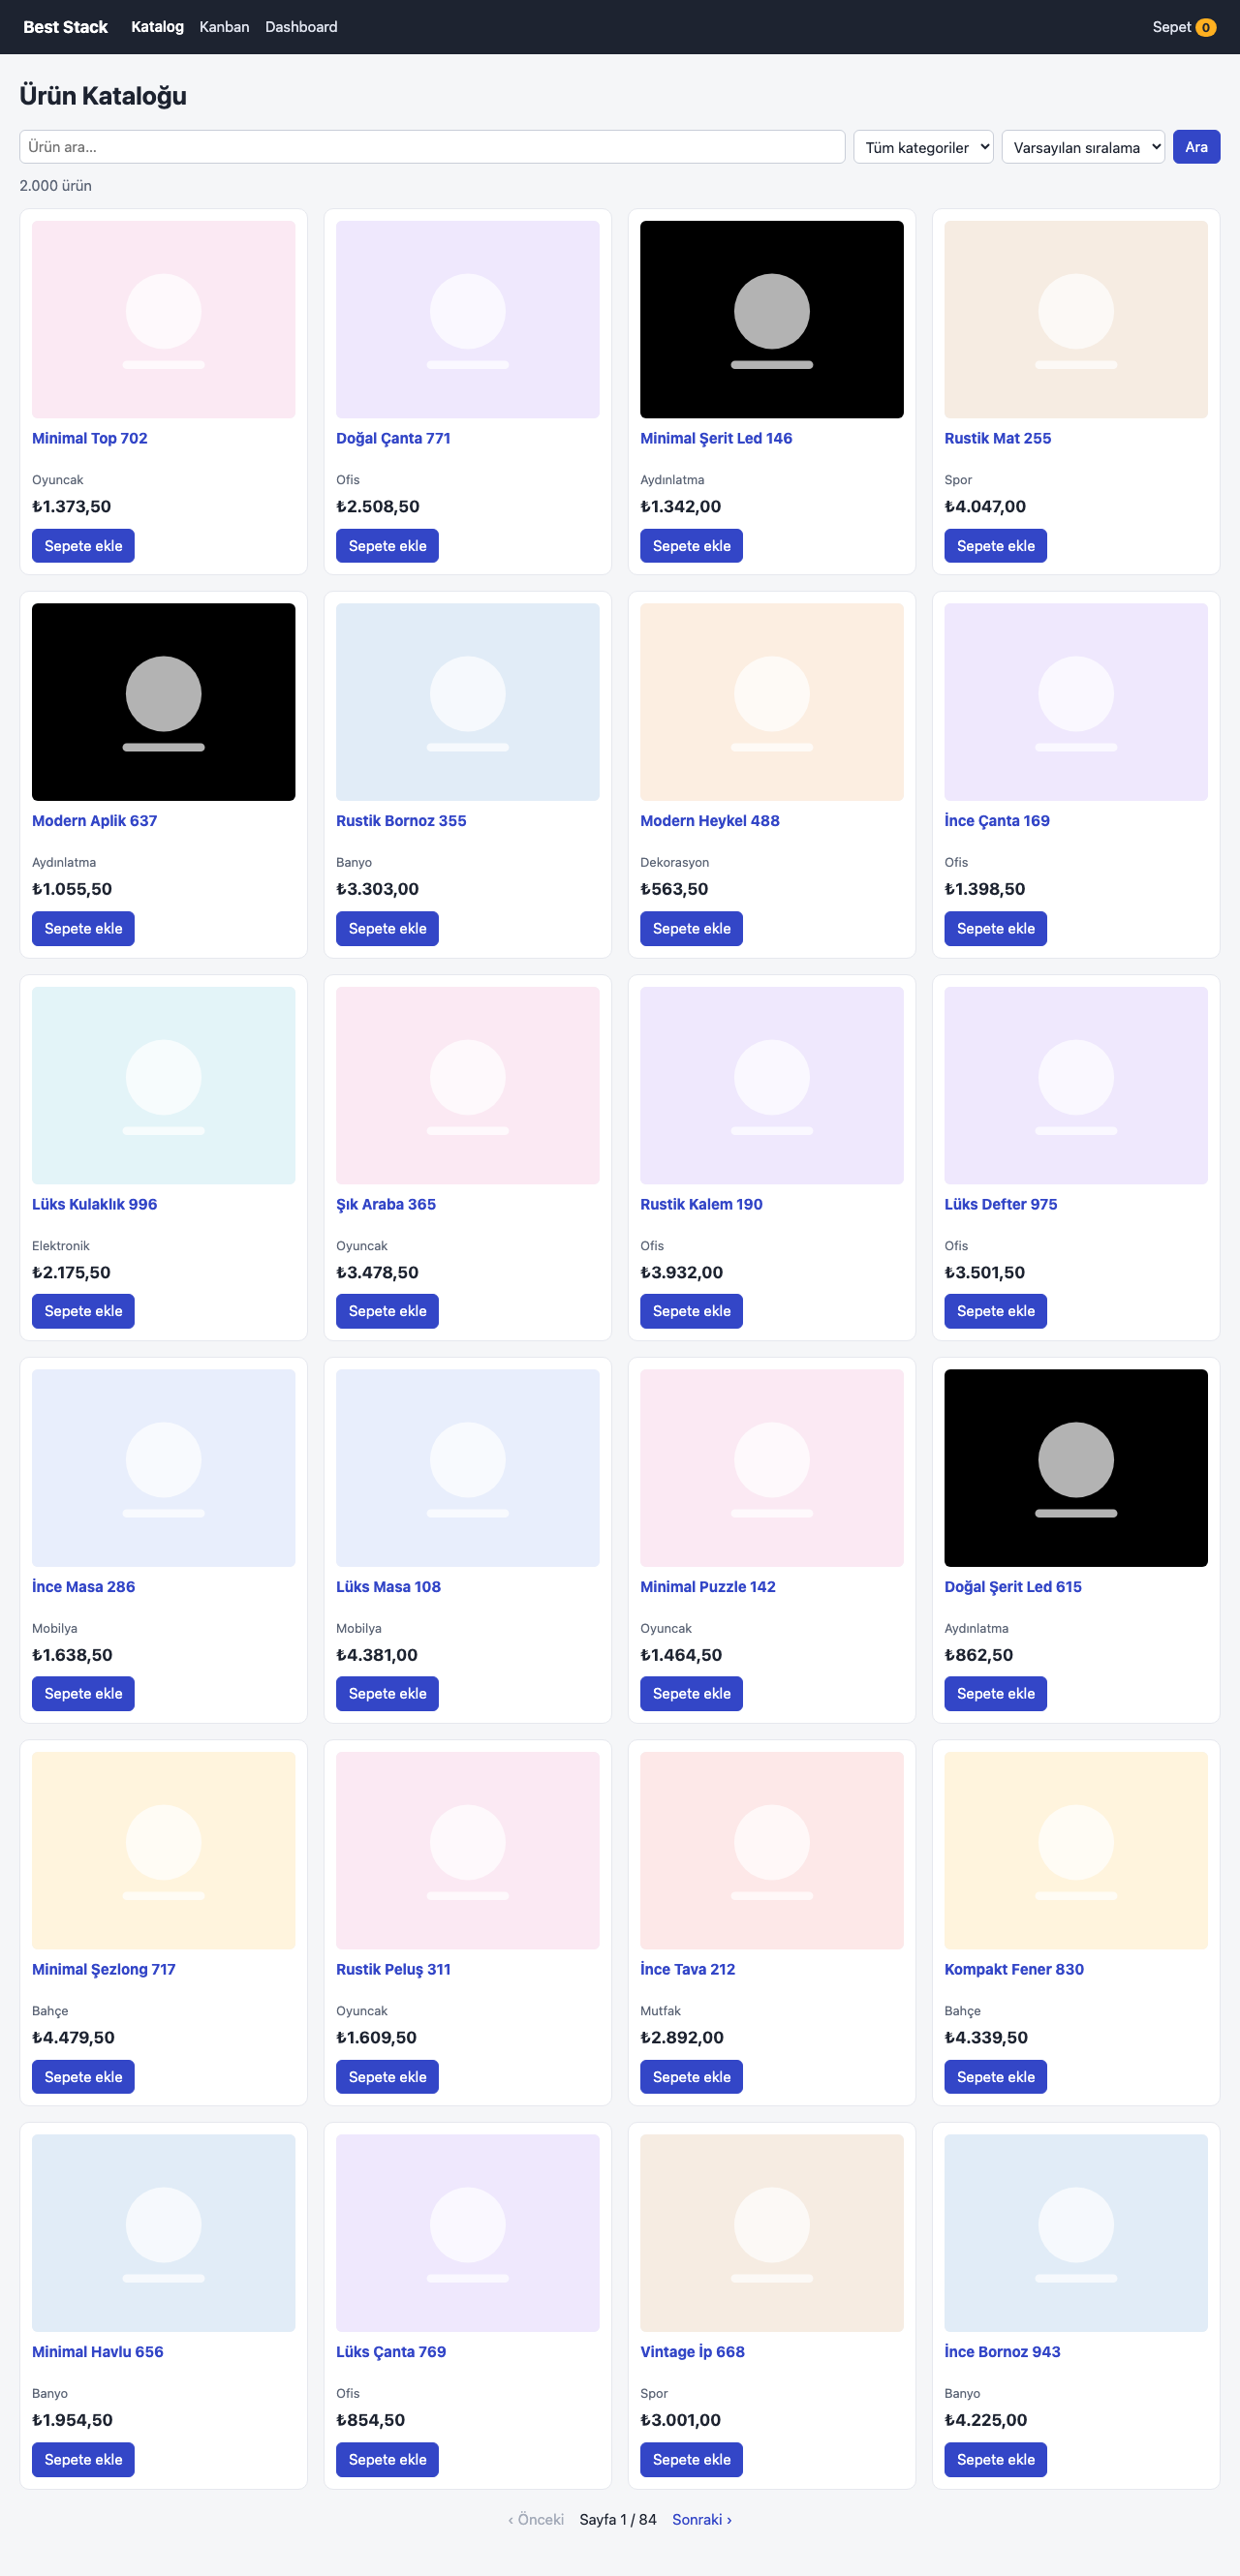 Best Stack Katalog Kanban Dashboard Sepet 0
Ürün Kataloğu
Ürün ara... Tüm kategoriler Varsayılan sıralama Ara
2.000 ürün
Minimal Top 702
Oyuncak
₺1.373,50
Sepete ekle
Doğal Çanta 771
Ofis
₺2.508,50
Sepete ekle
Minimal Şerit Led 146
Aydınlatma
₺1.342,00
Sepete ekle
Rustik Mat 255
Spor
₺4.047,00
Sepete ekle
Modern Aplik 637
Aydınlatma
₺1.055,50
Sepete ekle
Rustik Bornoz 355
Banyo
₺3.303,00
Sepete ekle
Modern Heykel 488
Dekorasyon
₺563,50
Sepete ekle
İnce Çanta 169
Ofis
₺1.398,50
Sepete ekle
Lüks Kulaklık 996
Elektronik
₺2.175,50
Sepete ekle
Şık Araba 365
Oyuncak
₺3.478,50
Sepete ekle
Rustik Kalem 190
Ofis
₺3.932,00
Sepete ekle
Lüks Defter 975
Ofis
₺3.501,50
Sepete ekle
İnce Masa 286
Mobilya
₺1.638,50
Sepete ekle
Lüks Masa 108
Mobilya
₺4.381,00
Sepete ekle
Minimal Puzzle 142
Oyuncak
₺1.464,50
Sepete ekle
Doğal Şerit Led 615
Aydınlatma
₺862,50
Sepete ekle
Minimal Şezlong 717
Bahçe
₺4.479,50
Sepete ekle
Rustik Peluş 311
Oyuncak
₺1.609,50
Sepete ekle
İnce Tava 212
Mutfak
₺2.892,00
Sepete ekle
Kompakt Fener 830
Bahçe
₺4.339,50
Sepete ekle
Minimal Havlu 656
Banyo
₺1.954,50
Sepete ekle
Lüks Çanta 769
Ofis
₺854,50
Sepete ekle
Vintage İp 668
Spor
₺3.001,00
Sepete ekle
İnce Bornoz 943
Banyo
₺4.225,00
Sepete ekle
‹ Önceki Sayfa 1 / 84 Sonraki ›